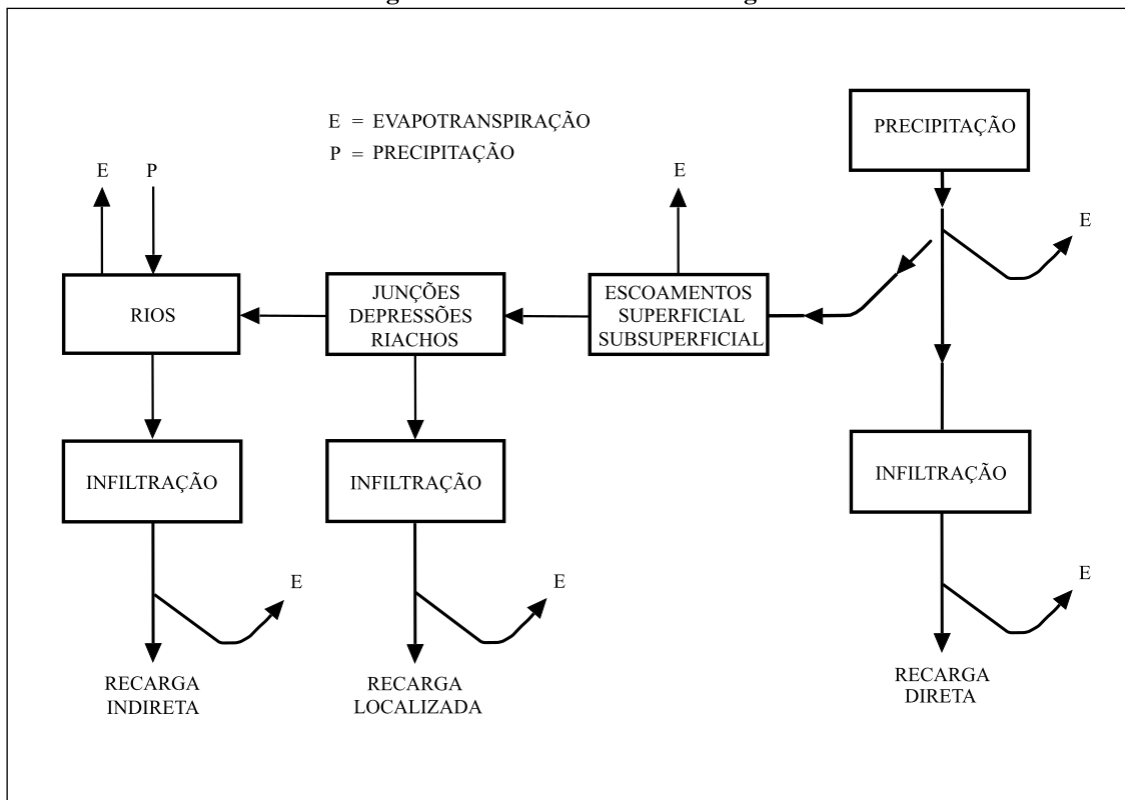 E = EVAPOTRANSPIRAÇÃO
P = PRECIPITAÇÃO
PRECIPITAÇÃO
E
P
E
E
RIOS
JUNÇÕES
DEPRESSÕES
RIACHOS
ESCOAMENTOS
SUPERFICIAL
SUBSUPERFICIAL
INFILTRAÇÃO
INFILTRAÇÃO
INFILTRAÇÃO
E
E
E
RECARGA
INDIRETA
RECARGA
LOCALIZADA
RECARGA
DIRETA